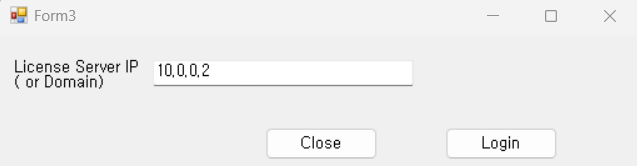 Form3
License Server IP
( or Domain)
10.0.0.2
Close
Login